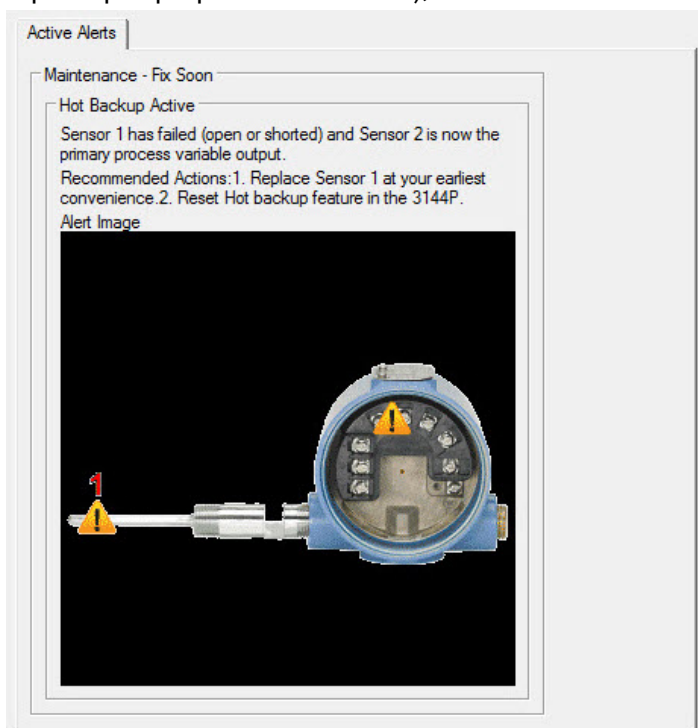 Active Alerts
Maintenance - Fix Soon
Hot Backup Active
Sensor 1 has failed (open or shorted) and Sensor 2 is now the
primary process variable output.
Recommended Actions:1. Replace Sensor 1 at your earliest
convenience.2. Reset Hot backup feature in the 3144P.
Alert Image
1